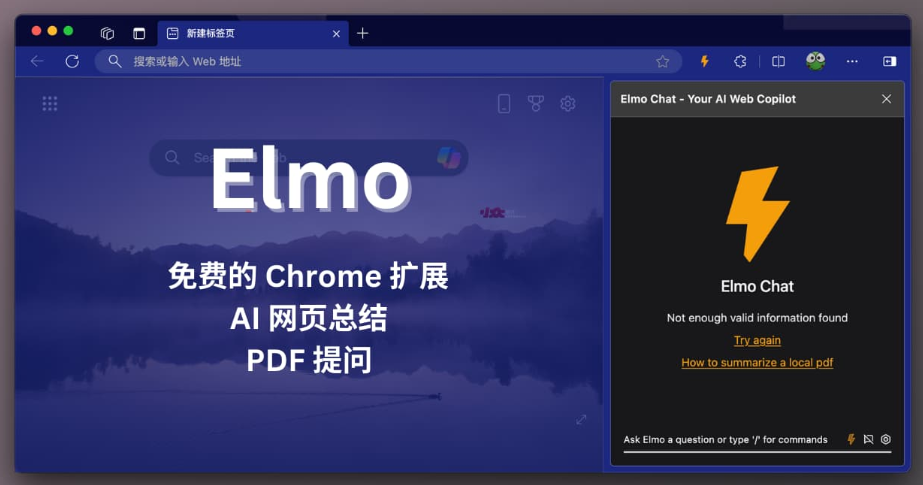 新建标签页
搜索或输入 Web 地址
Elmo
免费的 Chrome 扩展
AI 网页总结
PDF 提问
Elmo Chat - Your AI Web Copilot
Elmo Chat
Not enough valid information found
Try again
How to summarize a local pdf
Ask Elmo a question or type '/' for commands